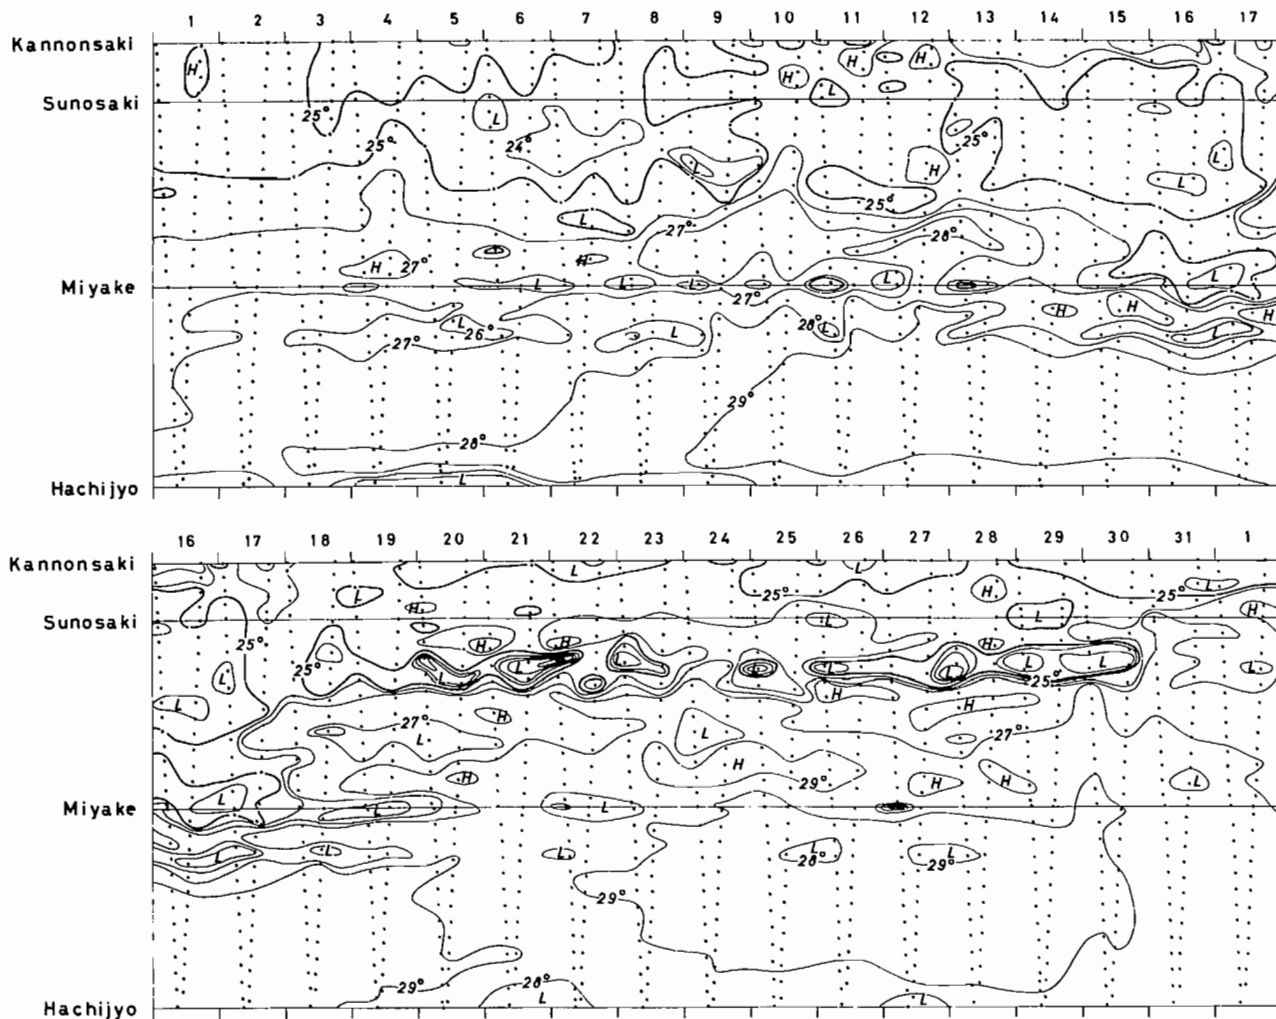 1 2 3 4 5 6 7 8 9 10 11 12 13 14 15 16 17
Kannonsaki
H H H H
Sunosaki L
25° L 25°
25° 24° H L
L L
25°
L 27° 28°
H 27° H L
Miyake L L L L
27° H H H
L 26° 28° L
27° L L
29°
28°
Hachijyo L
16 17 18 19 20 21 22 23 24 25 26 27 28 29 30 31 1
Kannonsaki L L
L 25° H 25° L
H H
Sunosaki L L
25° H H H
25° L L L L L L L
L L L 25°
L H H H
27° L L 27°
H H
H 29° H H L
Miyake L L L
L L L L
28° 29°
29°
29° 28°
Hachijyo L L